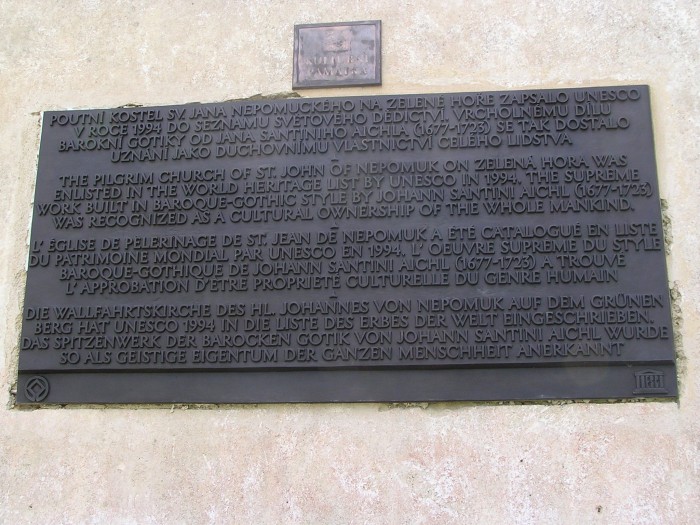 KULTURNÍ
PAMÁTKA
POUTNÍ KOSTEL SV. JANA NEPOMUCKÉHO NA ZELENÉ HOŘE ZAPSALO UNESCO
V ROCE 1994 DO SEZNAMU SVĚTOVÉHO DĚDICTVÍ. VRCHOLNÉMU DÍLU
BAROKNÍ GOTIKY OD JANA SANTINIHO AICHLA (1677-1723) SE TAK DOSTALO
UZNÁNÍ JAKO DUCHOVNÍMU VLASTNICTVÍ CELÉHO LIDSTVA
–
THE PILGRIM CHURCH OF ST. JOHN OF NEPOMUK ON ZELENÁ HORA WAS
ENLISTED IN THE WORLD HERITAGE LIST BY UNESCO IN 1994. THE SUPREME
WORK BUILT IN BAROQUE-GOTHIC STYLE BY JOHANN SANTINI AICHL (1677-1723)
WAS RECOGNIZED AS A CULTURAL OWNERSHIP OF THE WHOLE MANKIND.
–
L' ÉGLISE DE PELERINAGE DE ST. JEAN DE NEPOMUK A ÉTÉ CATALOGUÉ EN LISTE
DU PATRIMOINE MONDIAL PAR UNESCO EN 1994. L' OEUVRE SUPREME DU STYLE
BAROQUE-GOTHIQUE DE JOHANN SANTINI AICHL (1677-1723) A TROUVÉ
L'APPROBATION D'ETRE PROPRIÉTÉ CULTURELLE DU GENRE HUMAIN
–
DIE WALLFAHRTSKIRCHE DES HL. JOHANNES VON NEPOMUK AUF DEM GRÜNEN
BERG HAT UNESCO 1994 IN DIE LISTE DES ERBES DER WELT EINGESCHRIEBEN.
DAS SPITZENWERK DER BAROCKEN GOTIK VON JOHANN SANTINI AICHL WURDE
SO ALS GEISTIGE EIGENTUM DER GANZEN MENSCHHEIT ANERKANNT